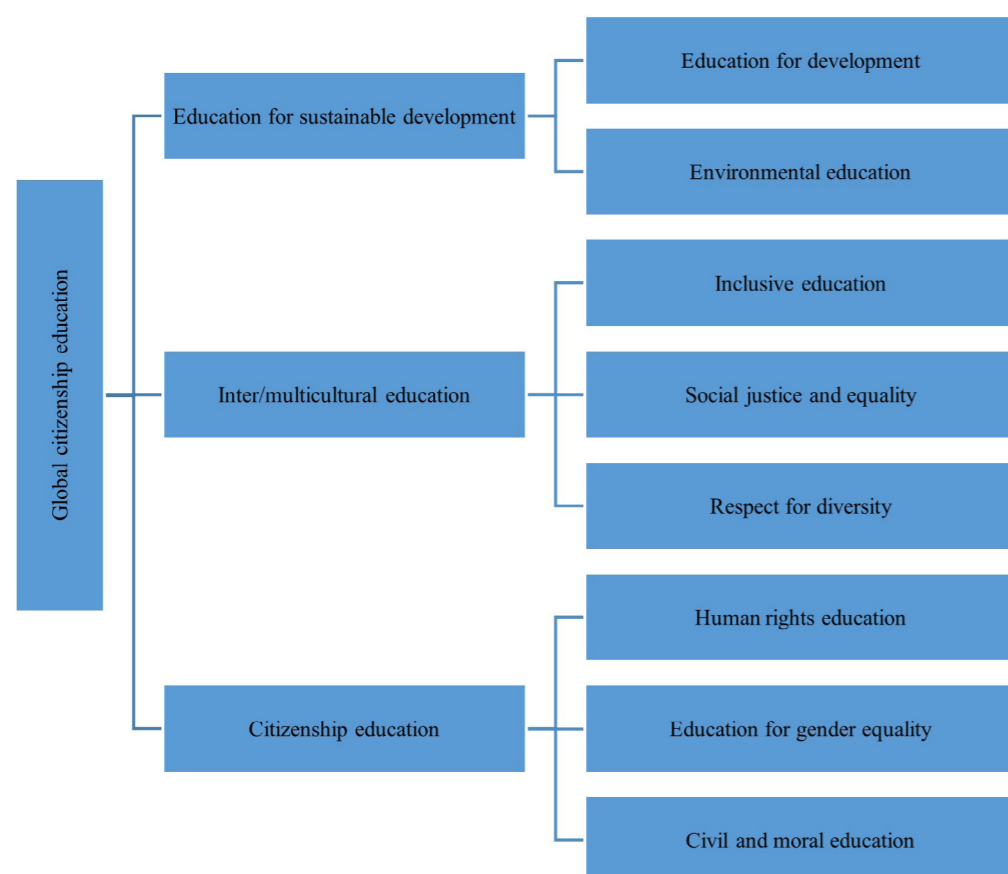 Global citizenship education
Education for sustainable development
Education for development
Environmental education
Inter/multicultural education
Inclusive education
Social justice and equality
Respect for diversity
Citizenship education
Human rights education
Education for gender equality
Civil and moral education